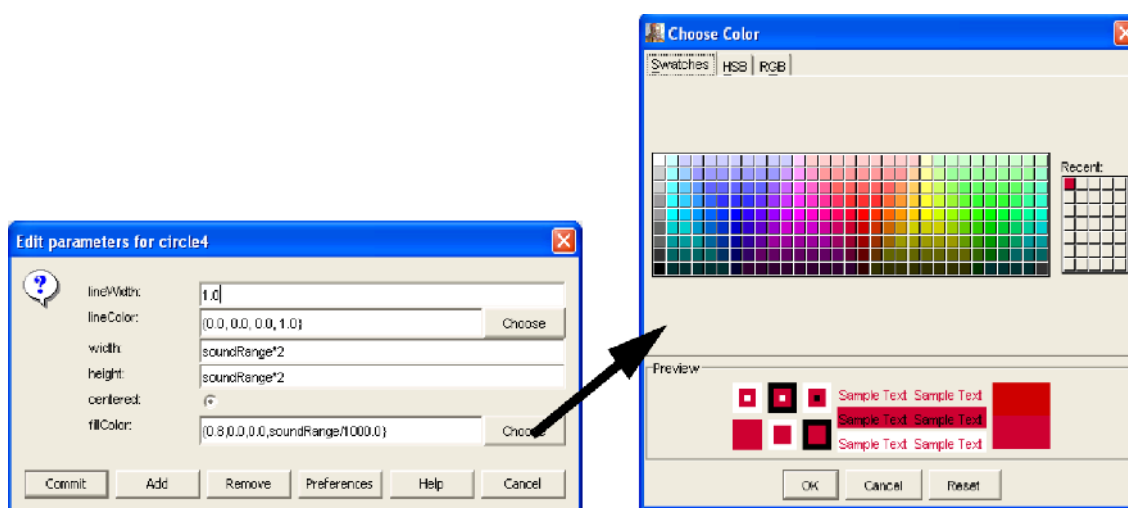 Choose Color
Swatches HSB RGB
Recent:
Edit parameters for circle4
lineWidth: 1.0
lineColor: {0.0, 0.0, 0.0, 1.0} Choose
width: soundRange*2
height: soundRange*2
centered:
fillColor: {0.8,0.0,0.0,soundRange/1000.0} Choose
Commit Add Remove Preferences Help Cancel
Preview
Sample Text Sample Text
Sample Text Sample Text
Sample Text Sample Text
OK Cancel Reset